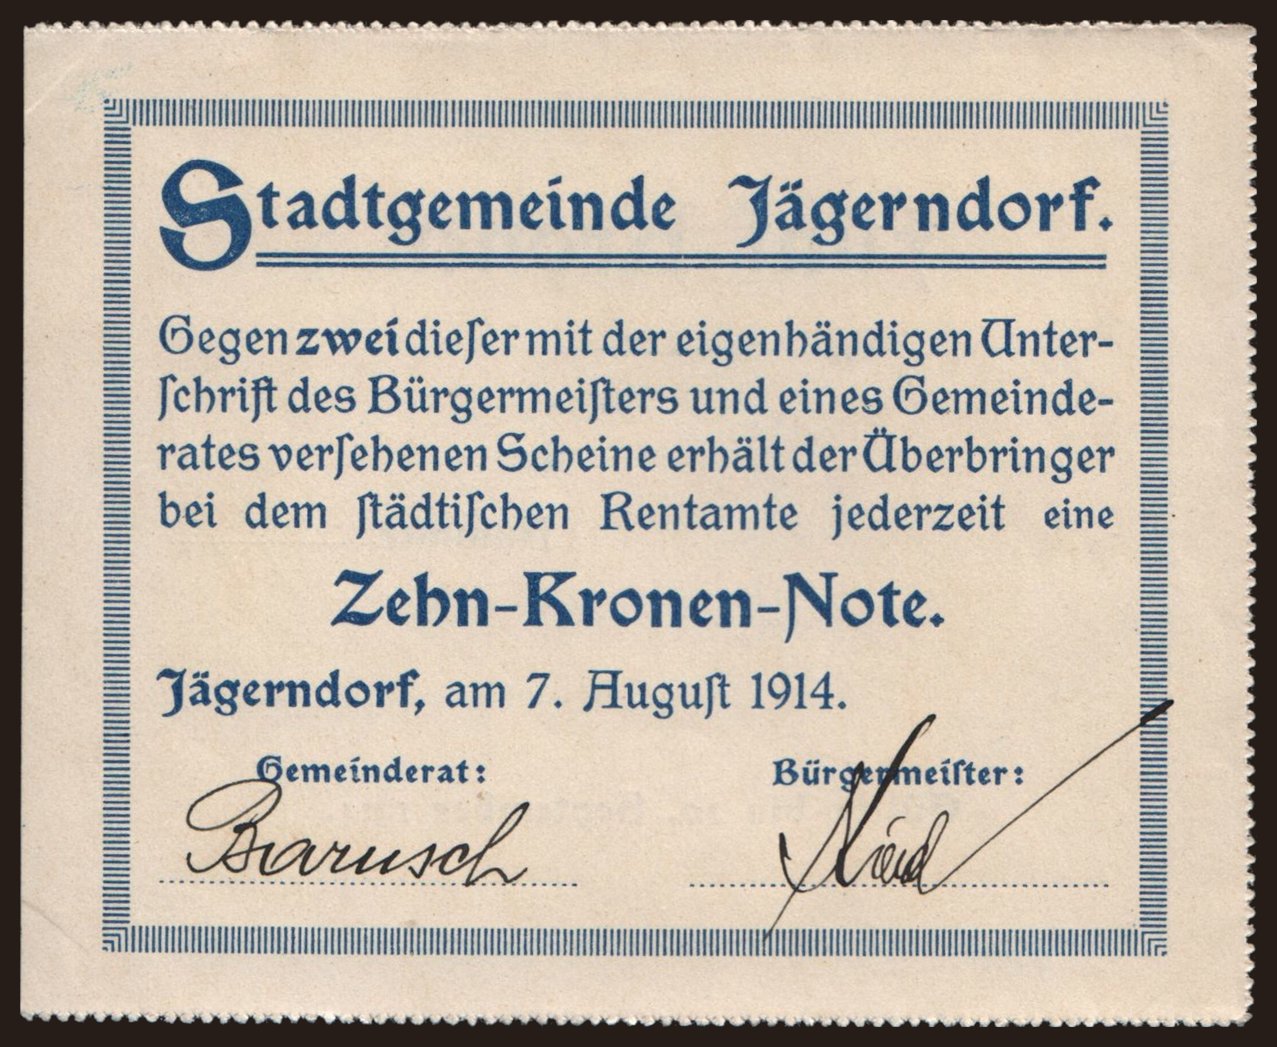 Stadtgemeinde Jägerndorf.
Gegen zwei dieſer mit der eigenhändigen Unter-
ſchrift des Bürgermeiſters und eines Gemeinde-
rates verſehenen Scheine erhält der Überbringer
bei dem ſtädtiſchen Rentamte jederzeit eine
Zehn-Kronen-Note.
Jägerndorf, am 7. Auguſt 1914.
Gemeinderat: Bürgermeiſter:
Barusch